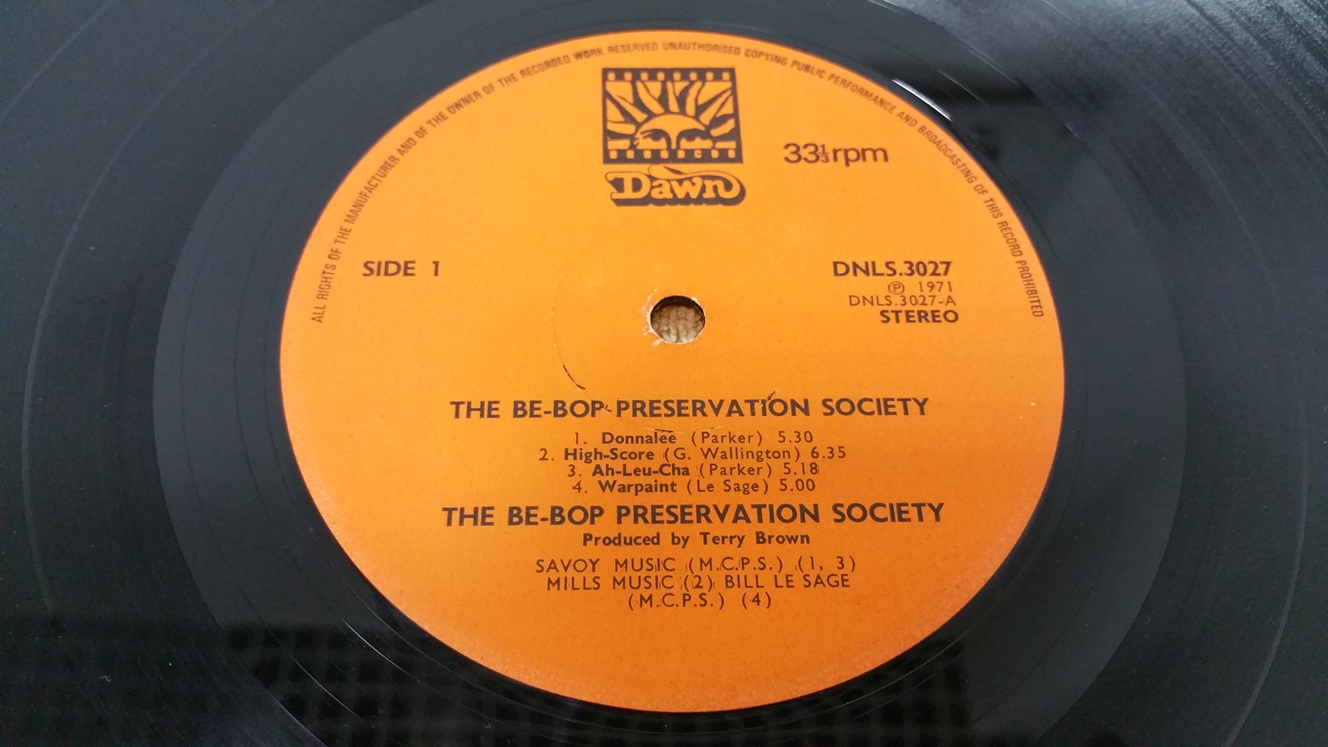 ALL RIGHTS OF THE MANUFACTURER AND OF THE OWNER OF THE RECORDED WORK RESERVED UNAUTHORISED COPYING PUBLIC PERFORMANCE AND BROADCASTING OF THIS RECORD PROHIBITED
Dawn
33⅓rpm
SIDE 1
DNLS.3027
Ⓟ 1971
DNLS.3027-A
STEREO
THE BE-BOP PRESERVATION SOCIETY
1. Donnalee (Parker) 5.30
2. High-Score (G. Wallington) 6.35
3. Ah-Leu-Cha (Parker) 5.18
4. Warpaint (Le Sage) 5.00
THE BE-BOP PRESERVATION SOCIETY
Produced by Terry Brown
SAVOY MUSIC (M.C.P.S.) (1, 3)
MILLS MUSIC (2) BILL LE SAGE
(M.C.P.S.) (4)